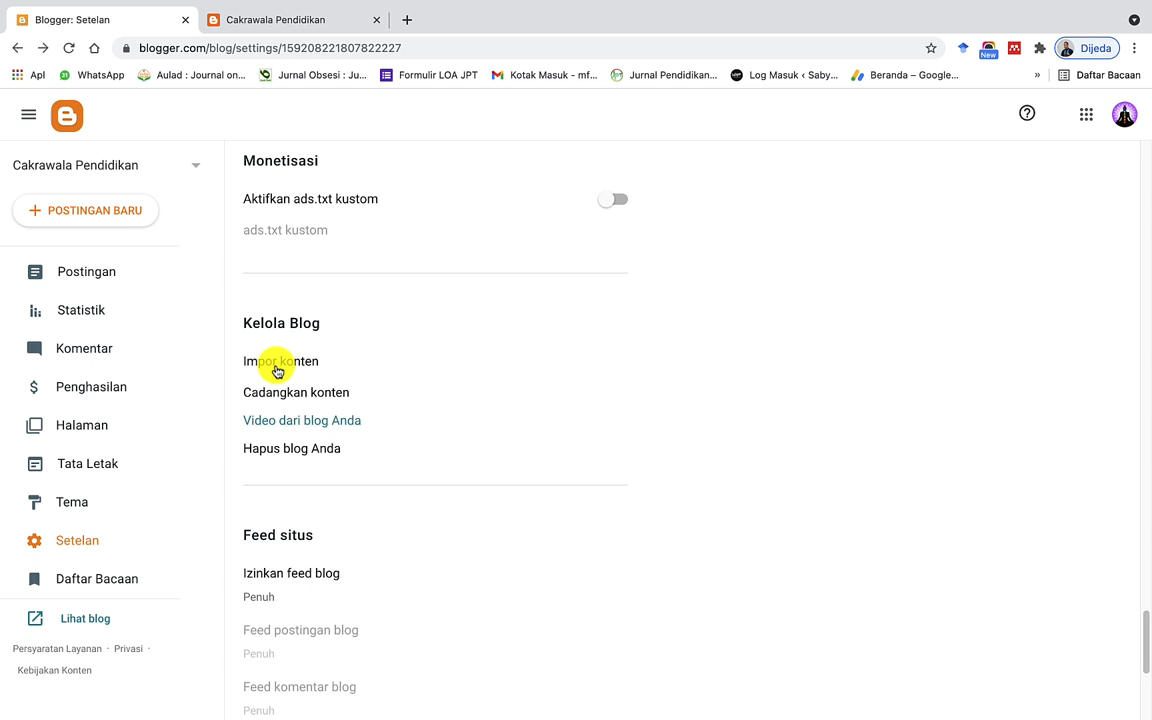 Blogger: Setelan
Cakrawala Pendidikan
blogger.com/blog/settings/159208221807822227
New
Dijeda
Apl
WhatsApp
Aulad : Journal on...
Jurnal Obsesi : Ju...
Formulir LOA JPT
Kotak Masuk - mf...
Jurnal Pendidikan...
Log Masuk ‹ Saby...
Beranda – Google...
»
Daftar Bacaan
Cakrawala Pendidikan
POSTINGAN BARU
Postingan
Statistik
Komentar
Penghasilan
Halaman
Tata Letak
Tema
Setelan
Daftar Bacaan
Lihat blog
Persyaratan Layanan · Privasi ·
Kebijakan Konten
Monetisasi
Aktifkan ads.txt kustom
ads.txt kustom
Kelola Blog
Impor konten
Cadangkan konten
Video dari blog Anda
Hapus blog Anda
Feed situs
Izinkan feed blog
Penuh
Feed postingan blog
Penuh
Feed komentar blog
Penuh